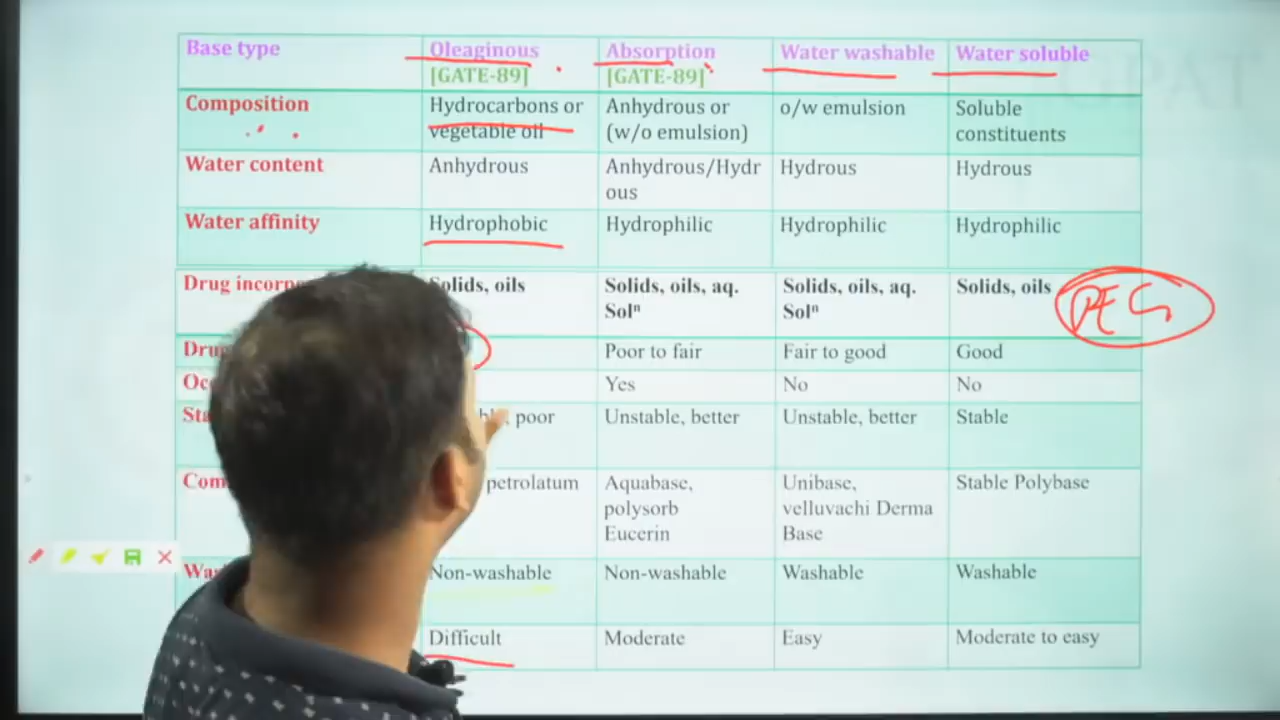 Base type Oleaginous Absorption Water washable Water soluble
[GATE-89] [GATE-89]
Composition Hydrocarbons or Anhydrous or o/w emulsion Soluble
vegetable oil (w/o emulsion) constituents
Water content Anhydrous Anhydrous/Hydr Hydrous Hydrous
ous
Water affinity Hydrophobic Hydrophilic Hydrophilic Hydrophilic
Solids, oils Solids, oils, aq. Solids, oils, aq. Solids, oils PEG
Solⁿ Solⁿ
Poor to fair Fair to good Good
Yes No No
poor Unstable, better Unstable, better Stable
petrolatum Aquabase, Unibase, Stable Polybase
polysorb velluvachi Derma
Eucerin Base
Non-washable Non-washable Washable Washable
Difficult Moderate Easy Moderate to easy